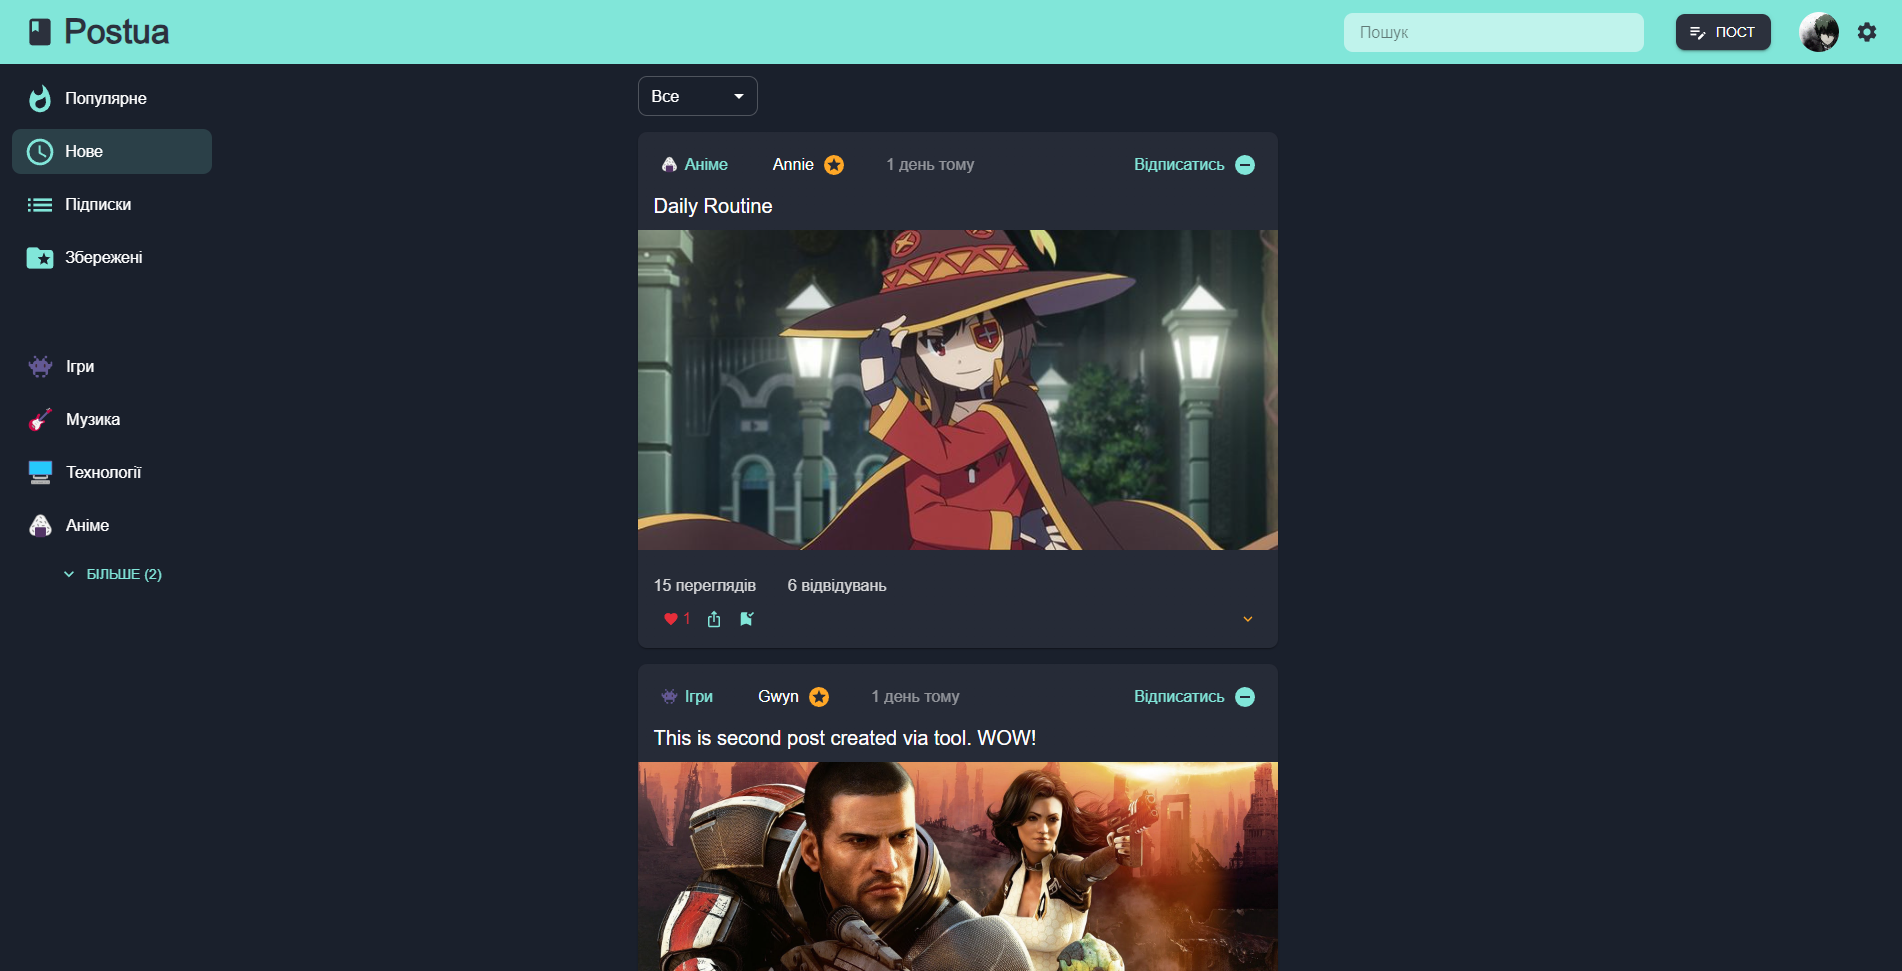 Postua
Пошук
ПОСТ
Популярне
Нове
Підписки
Збережені
Ігри
Музика
Технології
Аніме
БІЛЬШЕ (2)
Все
Аніме Annie 1 день тому Відписатись
Daily Routine
15 переглядів 6 відвідувань
1
Ігри Gwyn 1 день тому Відписатись
This is second post created via tool. WOW!